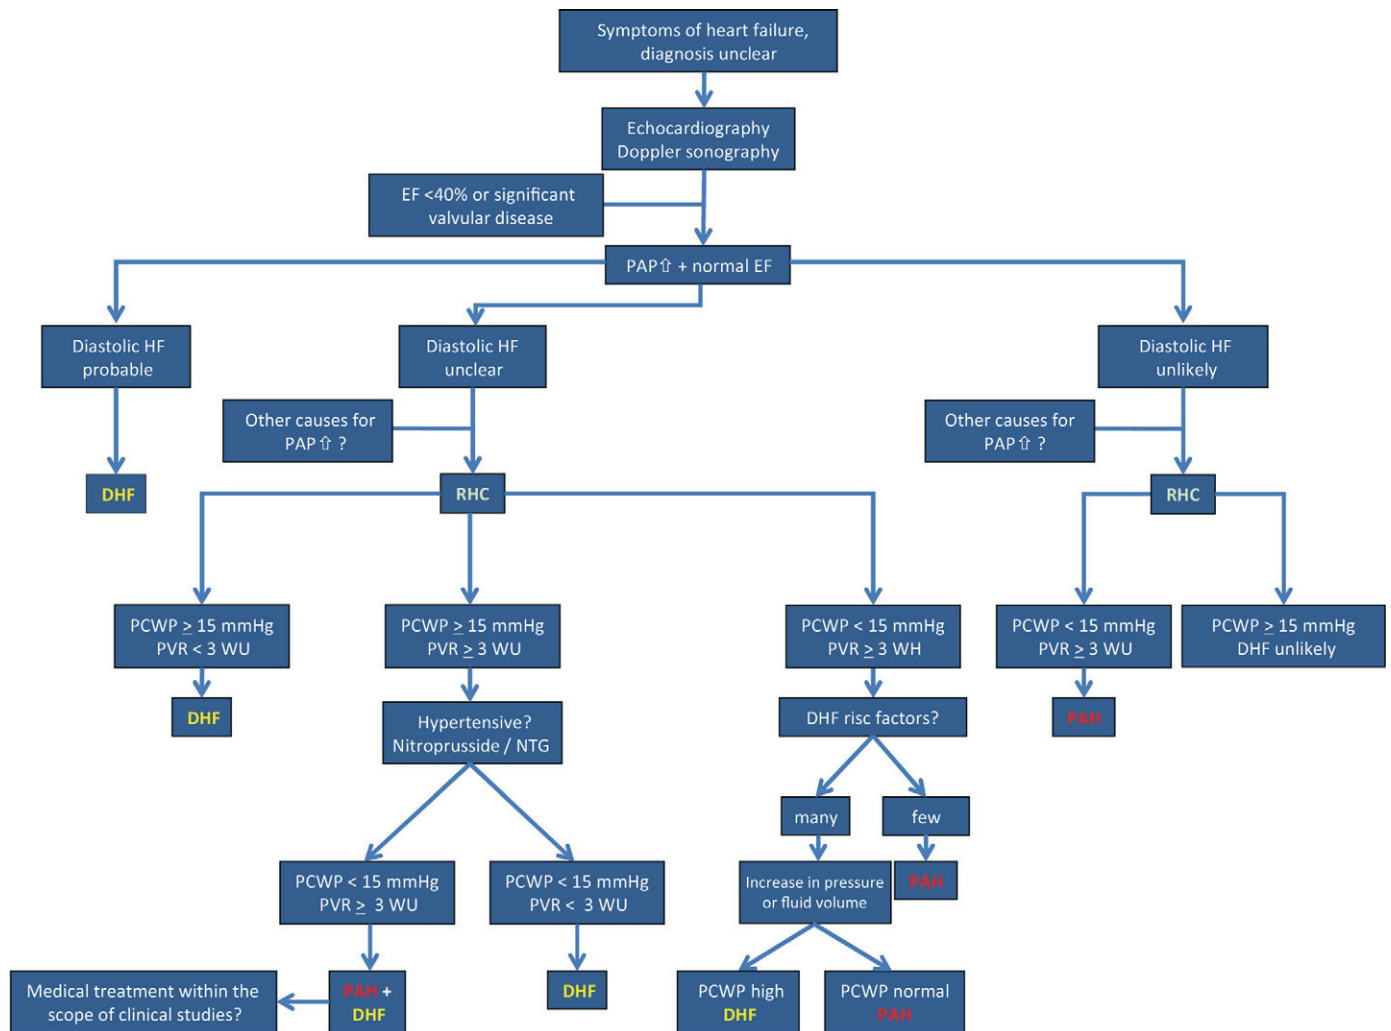 Symptoms of heart failure,
diagnosis unclear
Echocardiography
Doppler sonography
EF <40% or significant
valvular disease
PAP⇧ + normal EF
Diastolic HF
probable
Diastolic HF
unclear
Diastolic HF
unlikely
Other causes for
PAP⇧ ?
Other causes for
PAP⇧ ?
DHF
RHC
RHC
PCWP ≥ 15 mmHg
PVR < 3 WU
PCWP ≥ 15 mmHg
PVR ≥ 3 WU
PCWP < 15 mmHg
PVR ≥ 3 WH
PCWP < 15 mmHg
PVR ≥ 3 WU
PCWP ≥ 15 mmHg
DHF unlikely
DHF
Hypertensive?
Nitroprusside / NTG
DHF risc factors?
PAH
many
few
PCWP < 15 mmHg
PVR ≥ 3 WU
PCWP < 15 mmHg
PVR < 3 WU
Increase in pressure
or fluid volume
PAH
Medical treatment within the
scope of clinical studies?
PAH +
DHF
DHF
PCWP high
DHF
PCWP normal
PAH